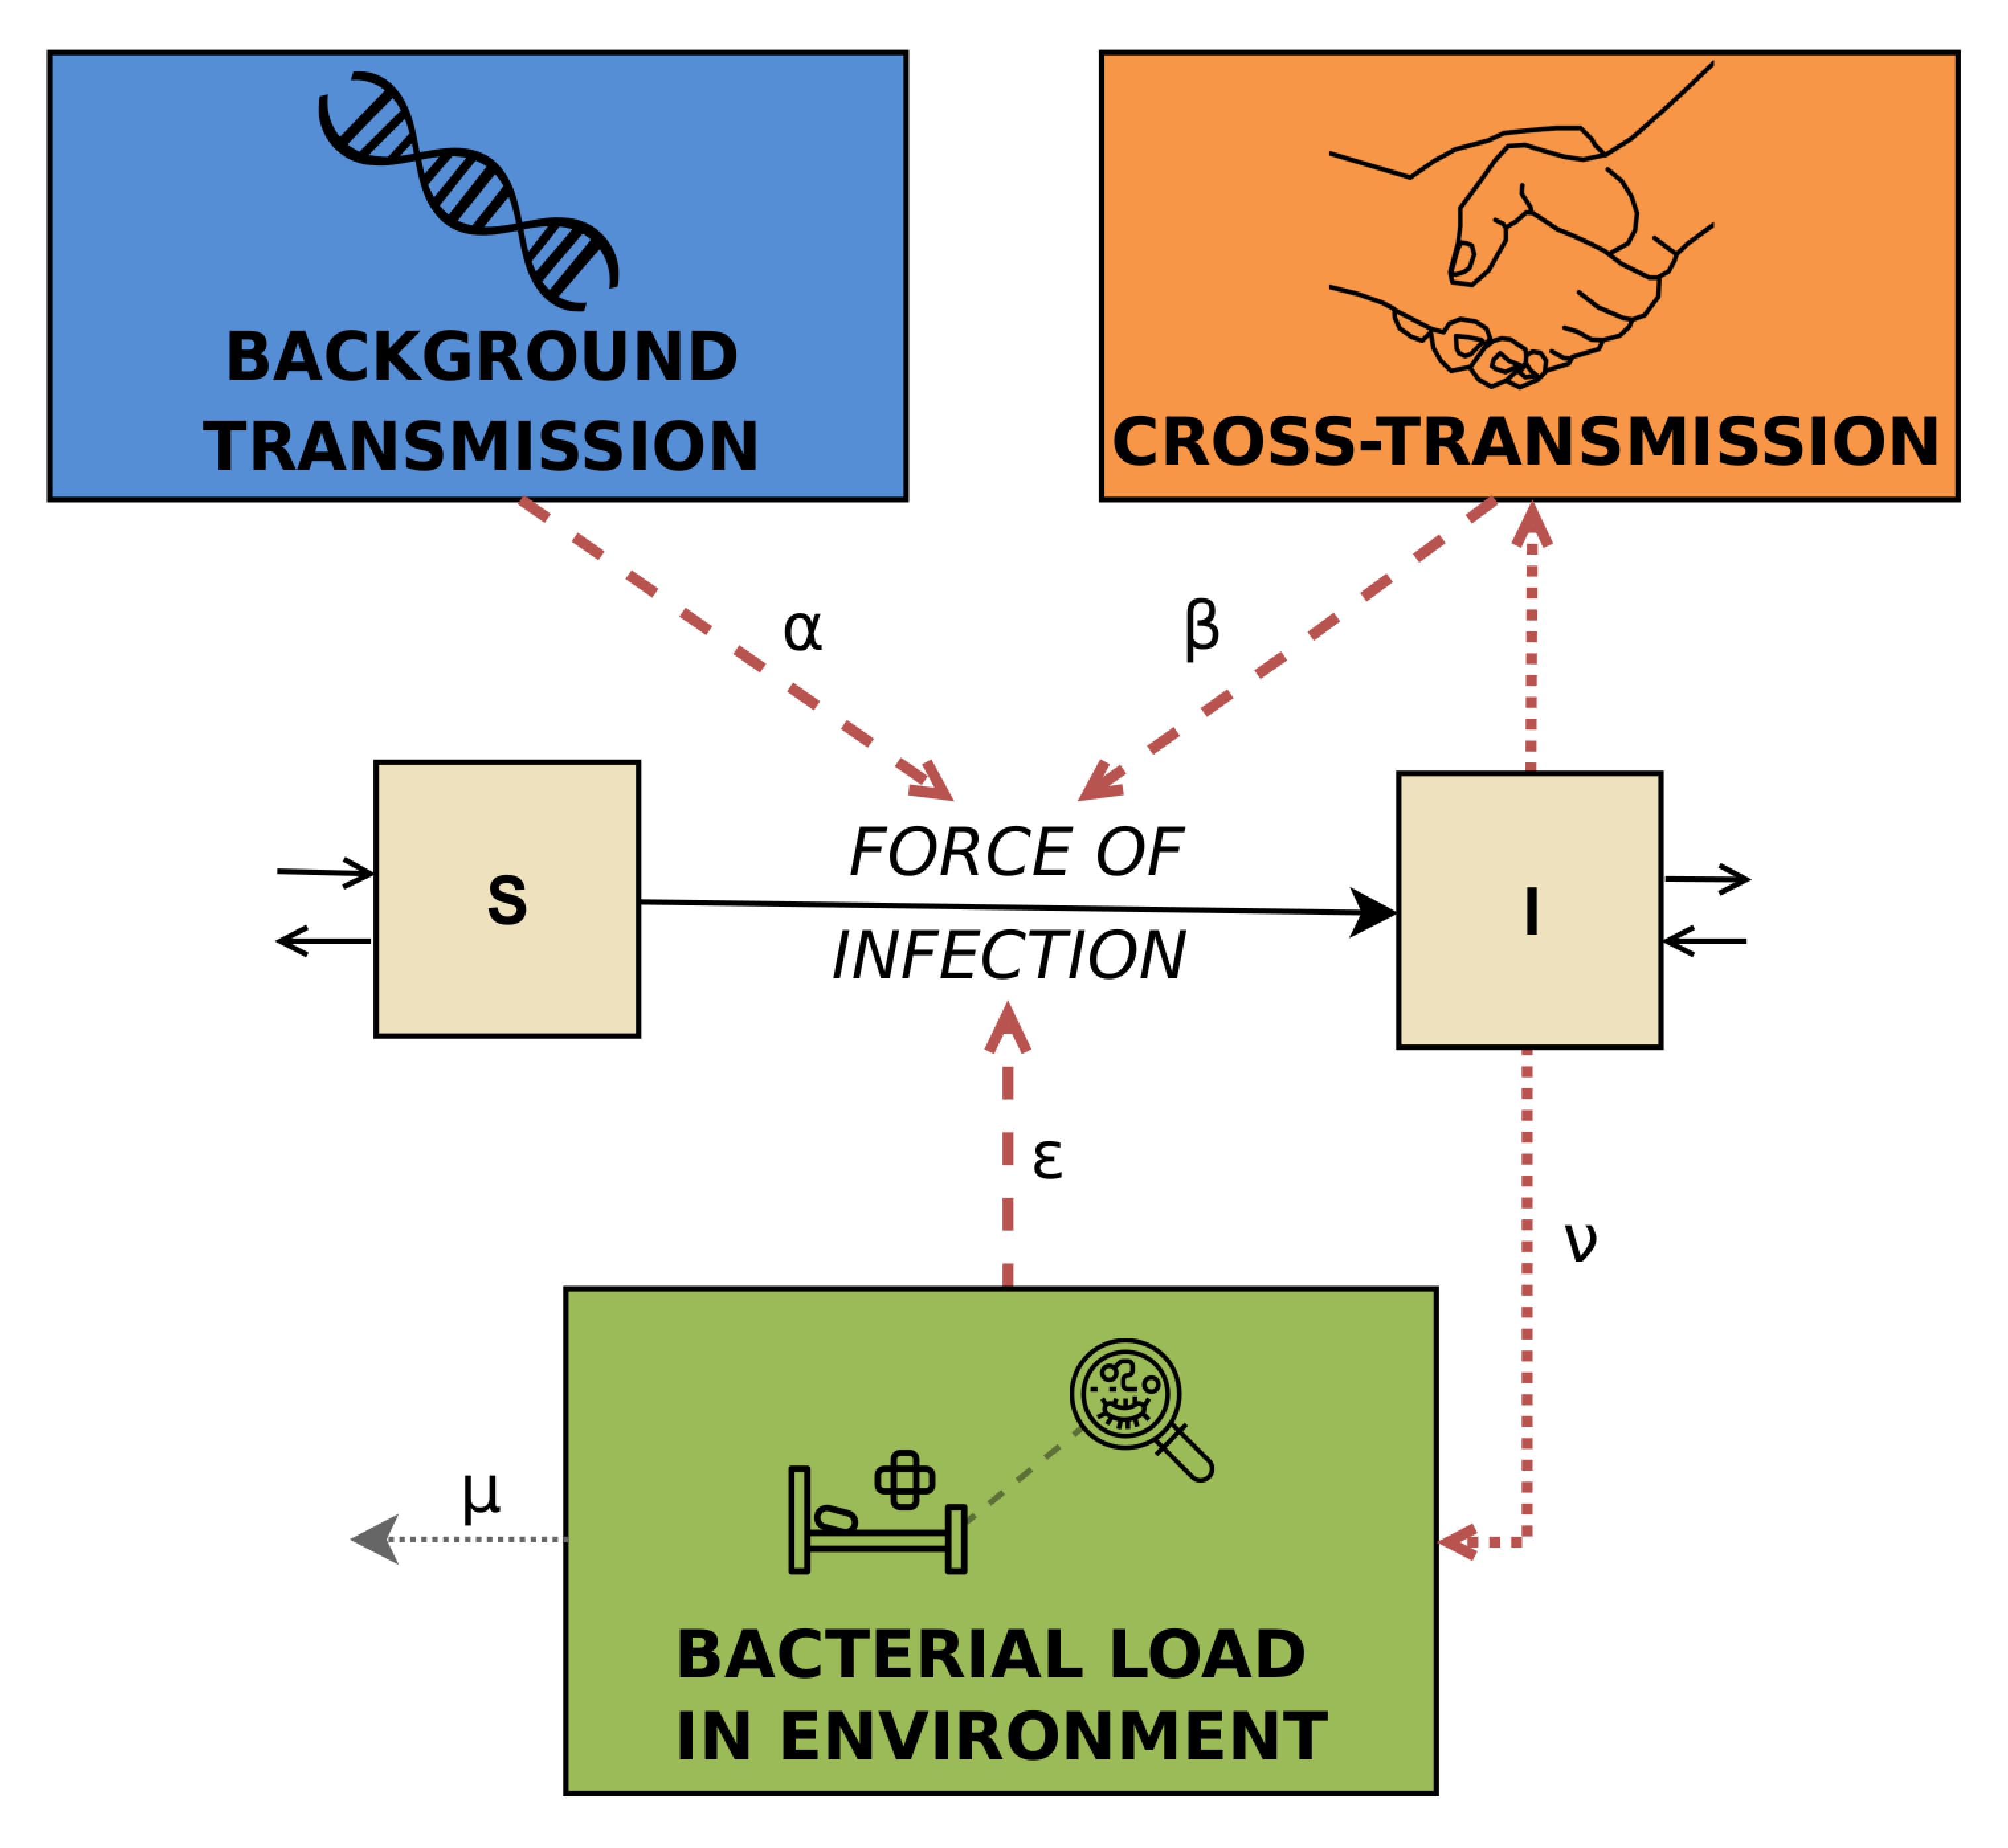 BACKGROUND
TRANSMISSION
CROSS-TRANSMISSION
α
β
S
FORCE OF
INFECTION
I
ε
ν
μ
BACTERIAL LOAD
IN ENVIRONMENT